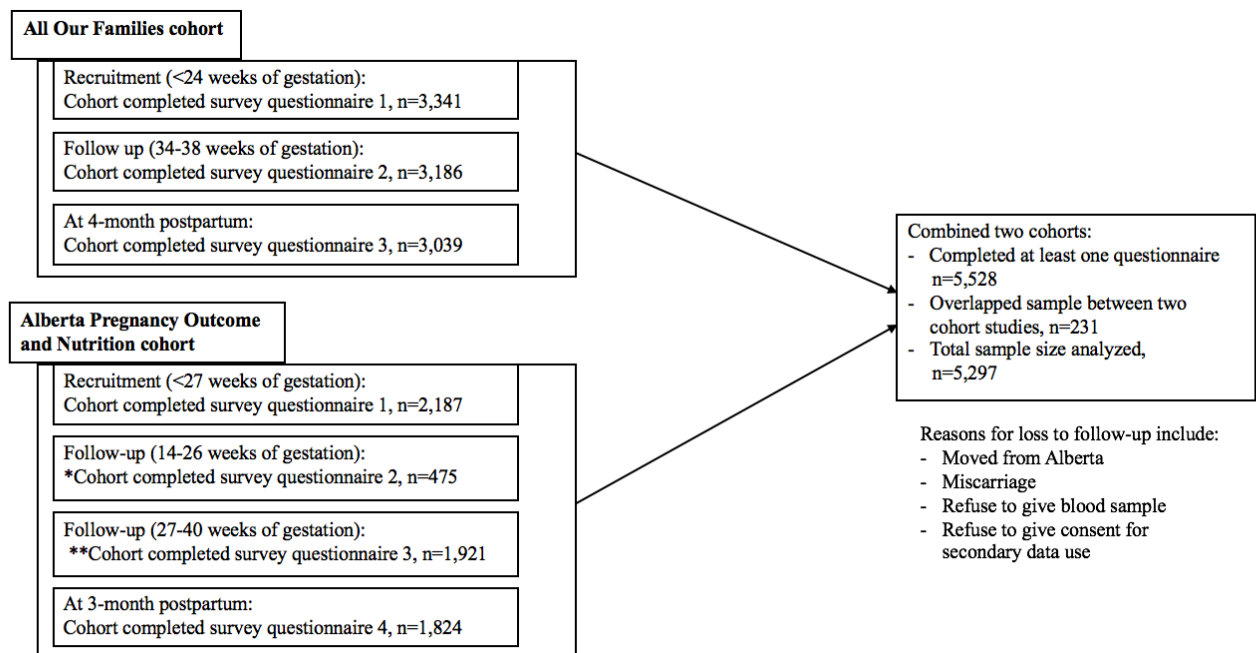 All Our Families cohort
Recruitment (<24 weeks of gestation):
Cohort completed survey questionnaire 1, n=3,341
Follow up (34-38 weeks of gestation):
Cohort completed survey questionnaire 2, n=3,186
At 4-month postpartum:
Cohort completed survey questionnaire 3, n=3,039
Alberta Pregnancy Outcome
and Nutrition cohort
Recruitment (<27 weeks of gestation):
Cohort completed survey questionnaire 1, n=2,187
Follow-up (14-26 weeks of gestation):
*Cohort completed survey questionnaire 2, n=475
Follow-up (27-40 weeks of gestation):
**Cohort completed survey questionnaire 3, n=1,921
At 3-month postpartum:
Cohort completed survey questionnaire 4, n=1,824
Combined two cohorts:
- Completed at least one questionnaire
n=5,528
- Overlapped sample between two
cohort studies, n=231
- Total sample size analyzed,
n=5,297
Reasons for loss to follow-up include:
- Moved from Alberta
- Miscarriage
- Refuse to give blood sample
- Refuse to give consent for
secondary data use